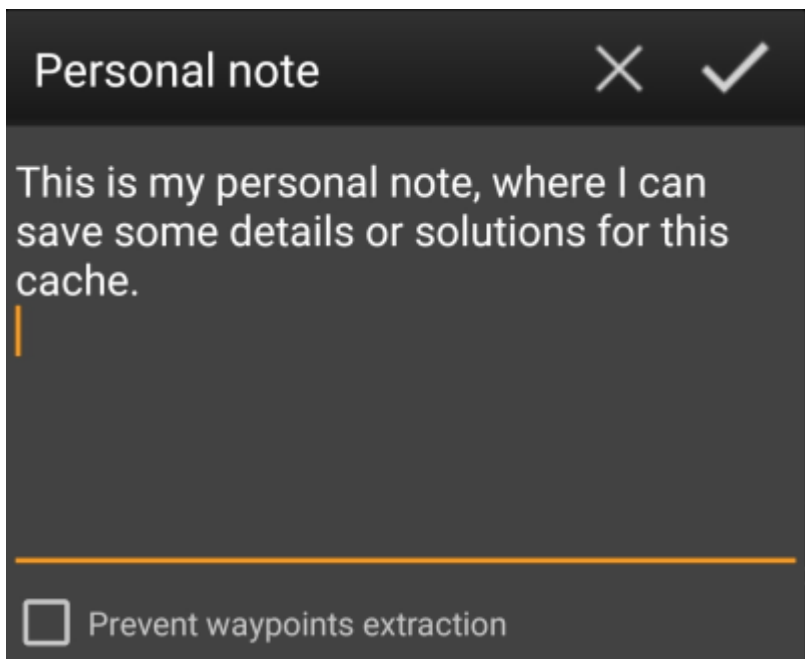 Personal note
This is my personal note, where I can
save some details or solutions for this
cache.
Prevent waypoints extraction